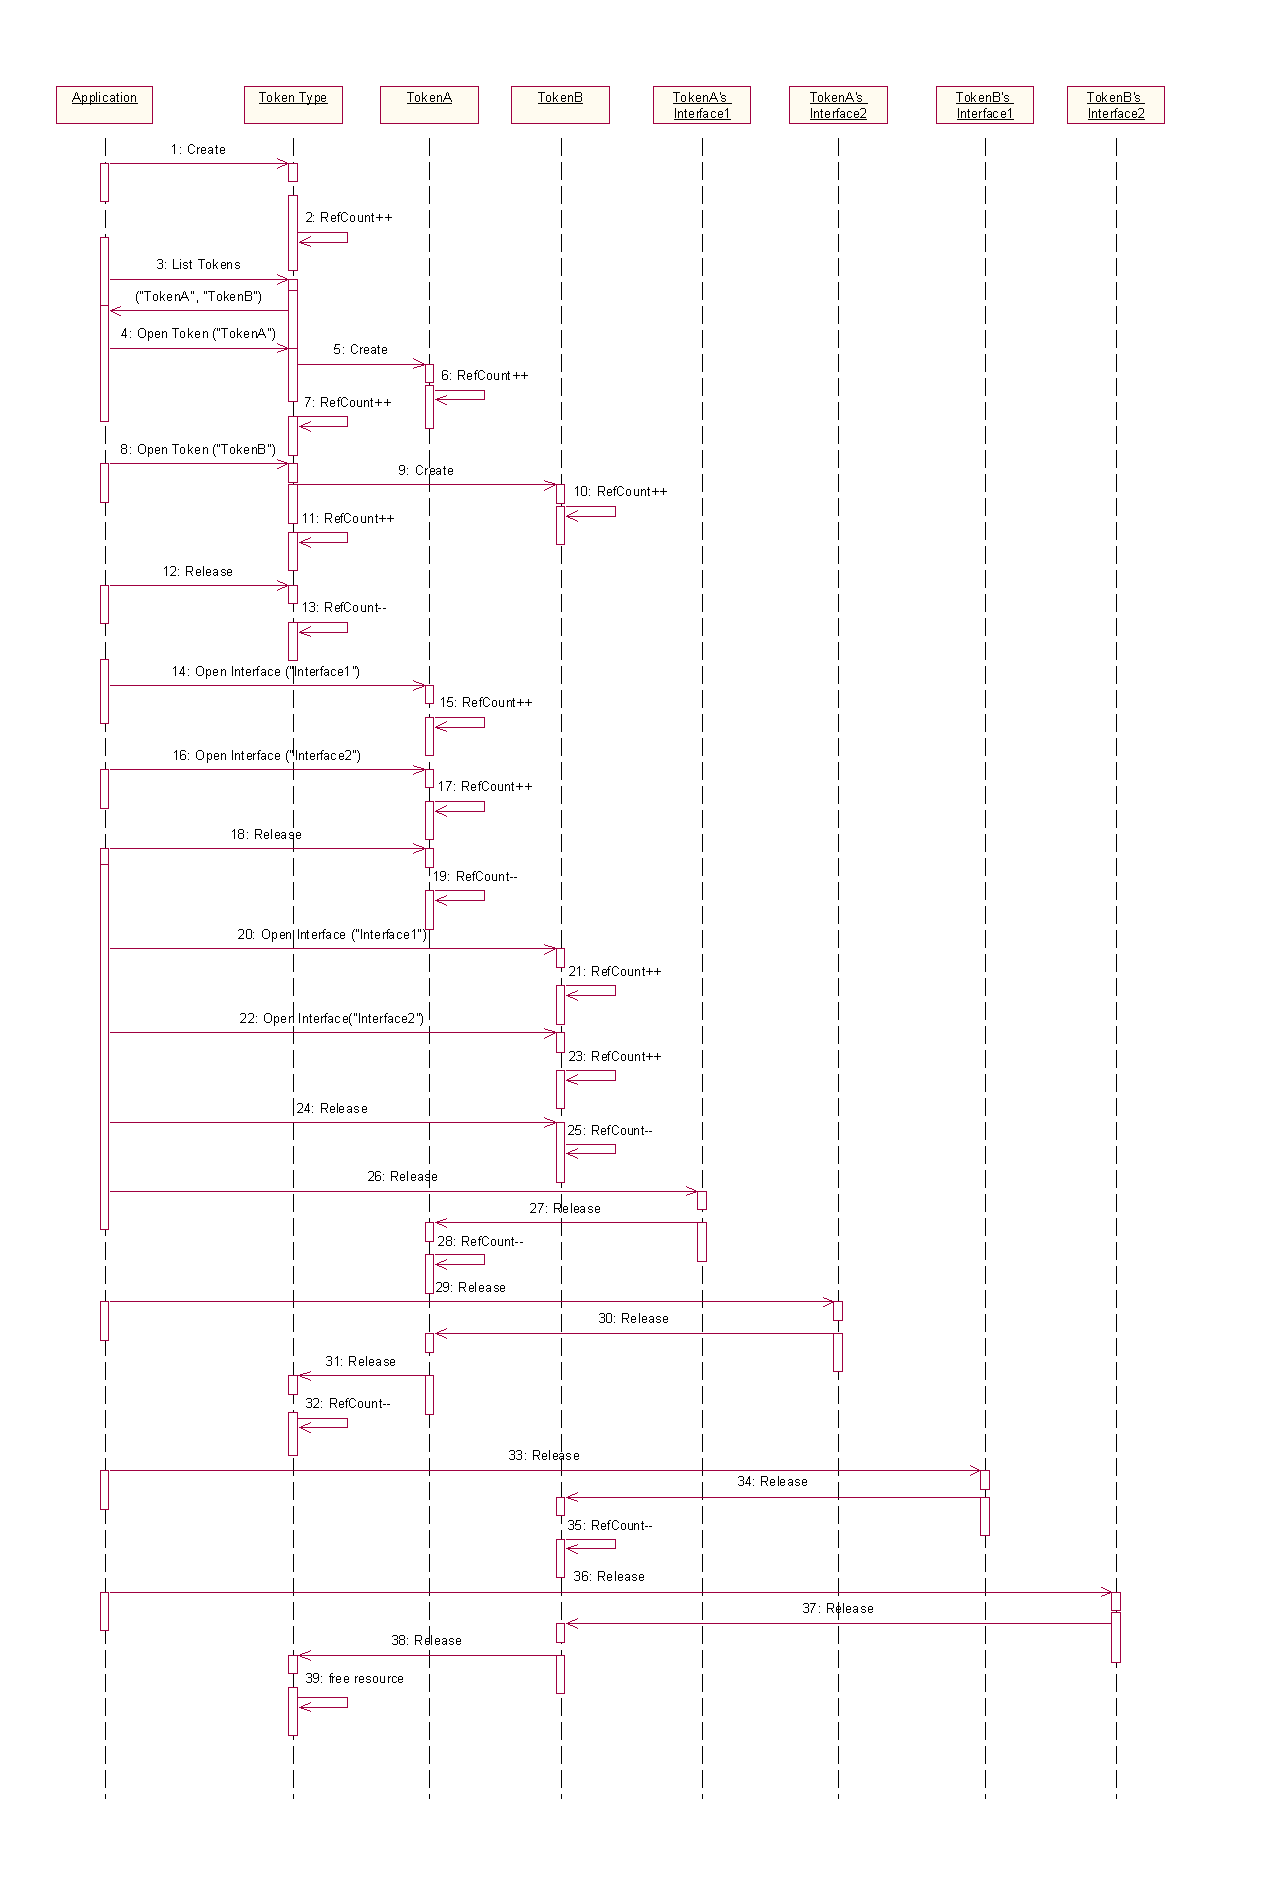 Application
Token Type
TokenA
TokenB
TokenA's
Interface1
TokenA's
Interface2
TokenB's
Interface1
TokenB's
Interface2
1: Create
2: RefCount++
3: List Tokens
("TokenA", "TokenB")
4: Open Token ("TokenA")
5: Create
6: RefCount++
7: RefCount++
8: Open Token ("TokenB")
9: Create
10: RefCount++
11: RefCount++
12: Release
13: RefCount--
14: Open Interface ("Interface1")
15: RefCount++
16: Open Interface ("Interface2")
17: RefCount++
18: Release
19: RefCount--
20: Open Interface ("Interface1")
21: RefCount++
22: Open Interface("Interface2")
23: RefCount++
24: Release
25: RefCount--
26: Release
27: Release
28: RefCount--
29: Release
30: Release
31: Release
32: RefCount--
33: Release
34: Release
35: RefCount--
36: Release
37: Release
38: Release
39: free resource